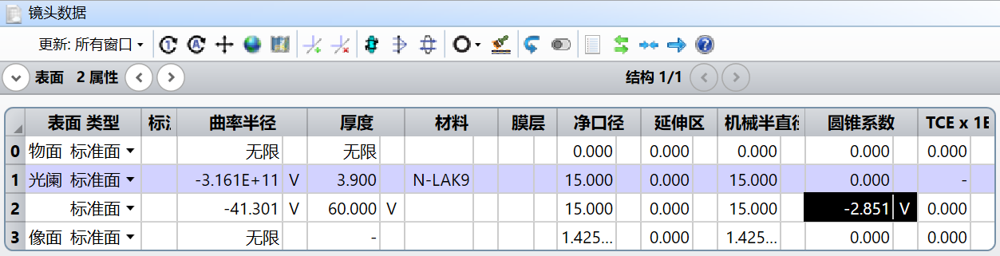 镜头数据
更新: 所有窗口
表面 2 属性 结构 1/1
表面 类型 标注 曲率半径 厚度 材料 膜层 净口径 延伸区 机械半直径 圆锥系数 TCE x 1E
0 物面 标准面 无限 无限 0.000 0.000 0.000 0.000 0.000
1 光阑 标准面 -3.161E+11 V 3.900 N-LAK9 15.000 0.000 15.000 0.000 -
2 标准面 -41.301 V 60.000 V 15.000 0.000 15.000 -2.851 V 0.000
3 像面 标准面 无限 - 1.425... 0.000 1.425... 0.000 0.000